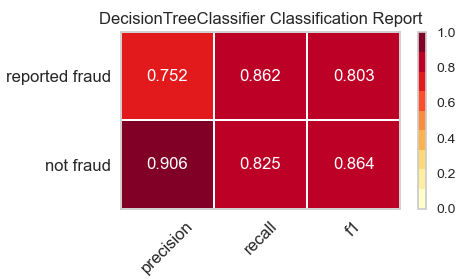 DecisionTreeClassifier Classification Report
reported fraud 0.752 0.862 0.803
not fraud 0.906 0.825 0.864
precision recall f1
1.0
0.8
0.6
0.4
0.2
0.0